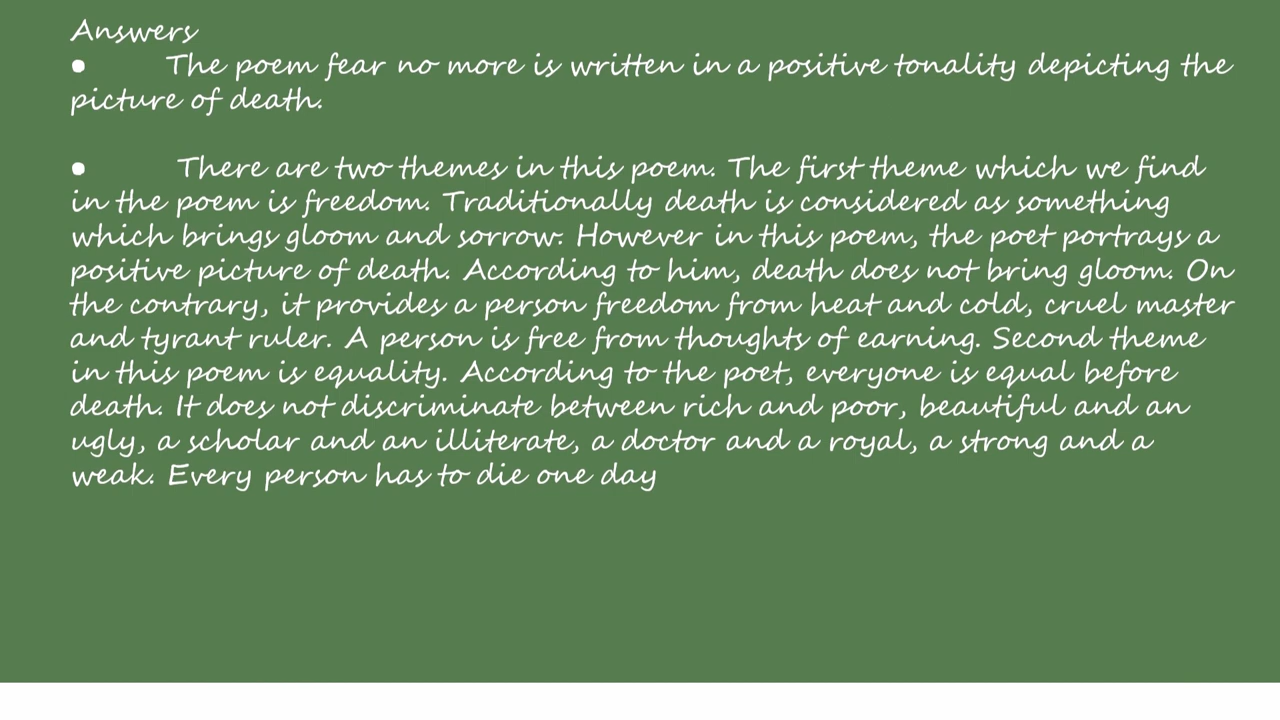 Answers
• The poem fear no more is written in a positive tonality depicting the
picture of death.
• There are two themes in this poem. The first theme which we find
in the poem is freedom. Traditionally death is considered as something
which brings gloom and sorrow. However in this poem, the poet portrays a
positive picture of death. According to him, death does not bring gloom. On
the contrary, it provides a person freedom from heat and cold, cruel master
and tyrant ruler. A person is free from thoughts of earning. Second theme
in this poem is equality. According to the poet, everyone is equal before
death. It does not discriminate between rich and poor, beautiful and an
ugly, a scholar and an illiterate, a doctor and a royal, a strong and a
weak. Every person has to die one day